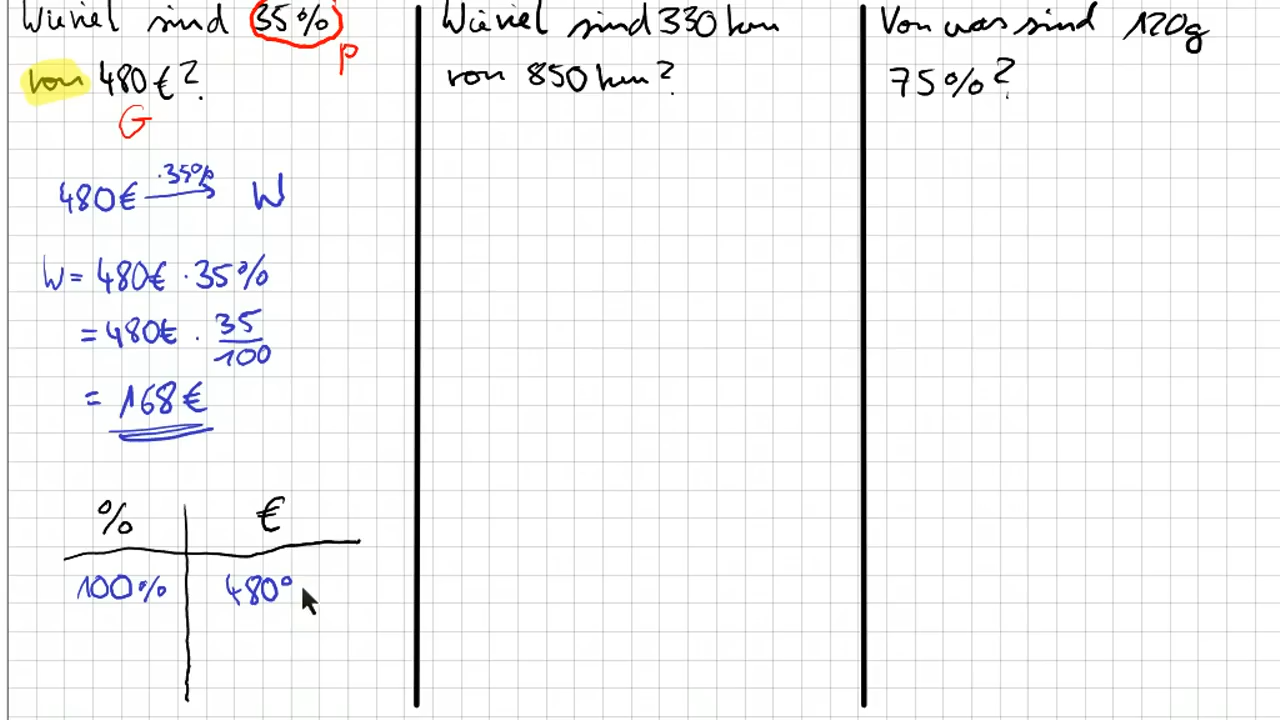 Wieviel sind 35%
p
von 480€?
G
480€ ·35% W
W = 480€ · 35%
= 480€ · 35/100
= 168€
% €
100% 480°
Wieviel sind 330 km
von 850 km?
Von was sind 120g
75%?